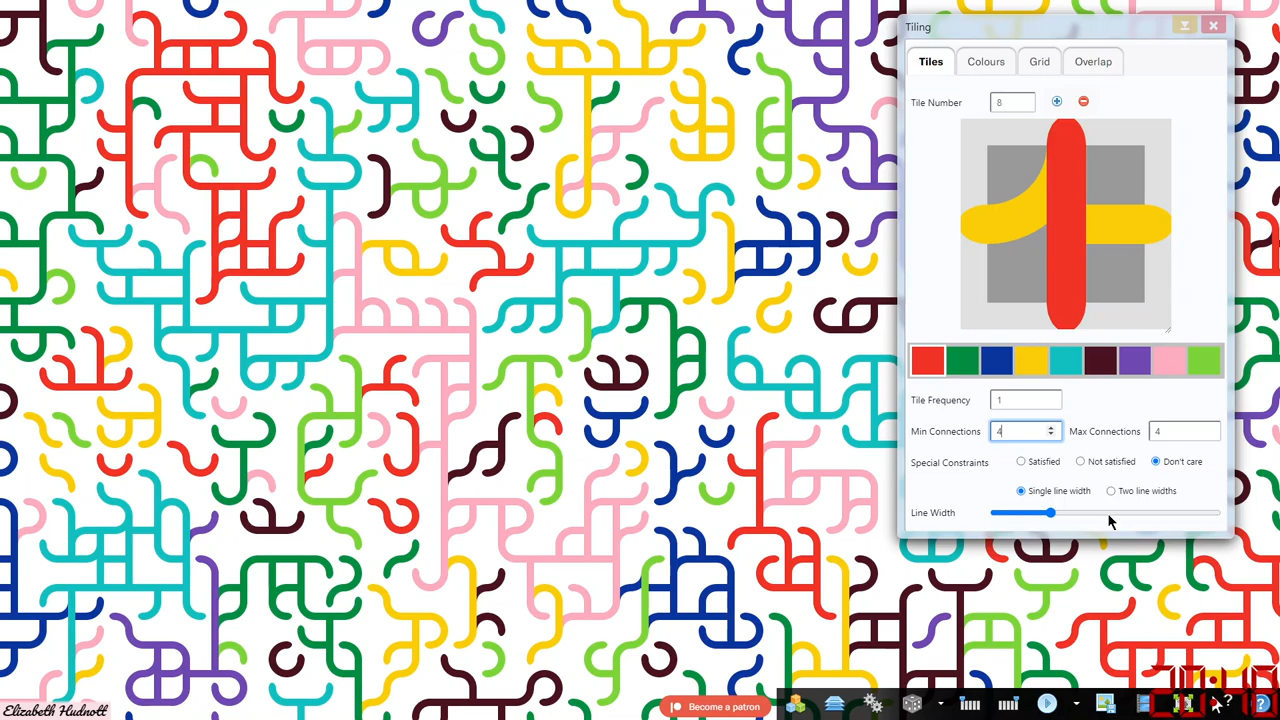 Tiling
Tiles Colours Grid Overlap
Tile Number 8
Tile Frequency 1
Min Connections 4 Max Connections 4
Special Constraints Satisfied Not satisfied Don't care
Single line width Two line widths
Line Width
Elizabeth Hudnott
Become a patron